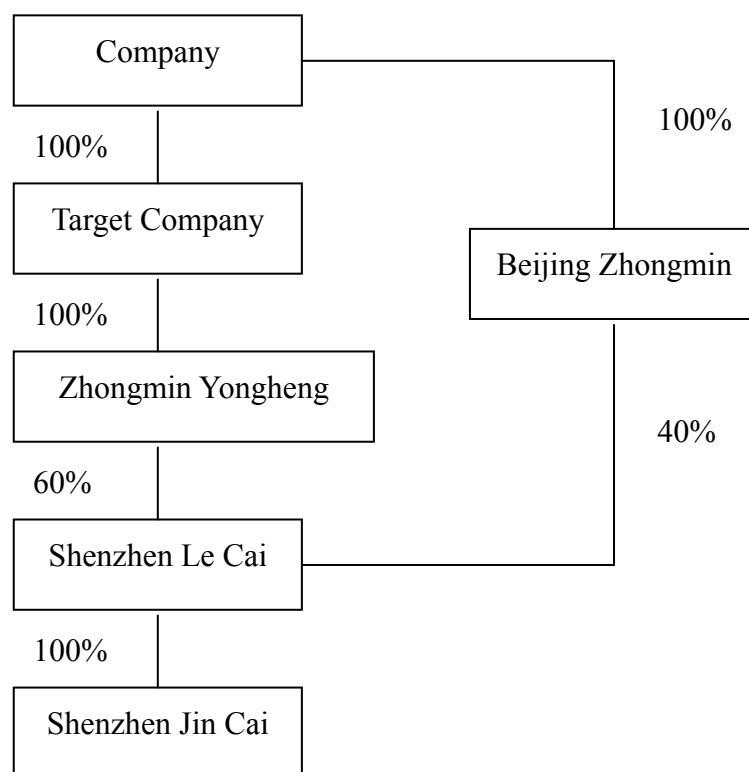 Company
100%
100%
Target Company
Beijing Zhongmin
100%
Zhongmin Yongheng
40%
60%
Shenzhen Le Cai
100%
Shenzhen Jin Cai